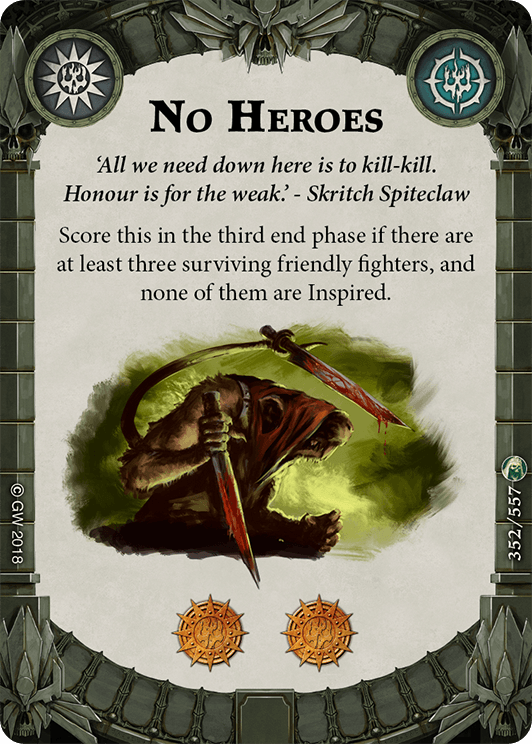 No Heroes
‘All we need down here is to kill-kill.
Honour is for the weak.’ - Skritch Spiteclaw
Score this in the third end phase if there are
at least three surviving friendly fighters, and
none of them are Inspired.
©GW 2018
352/557